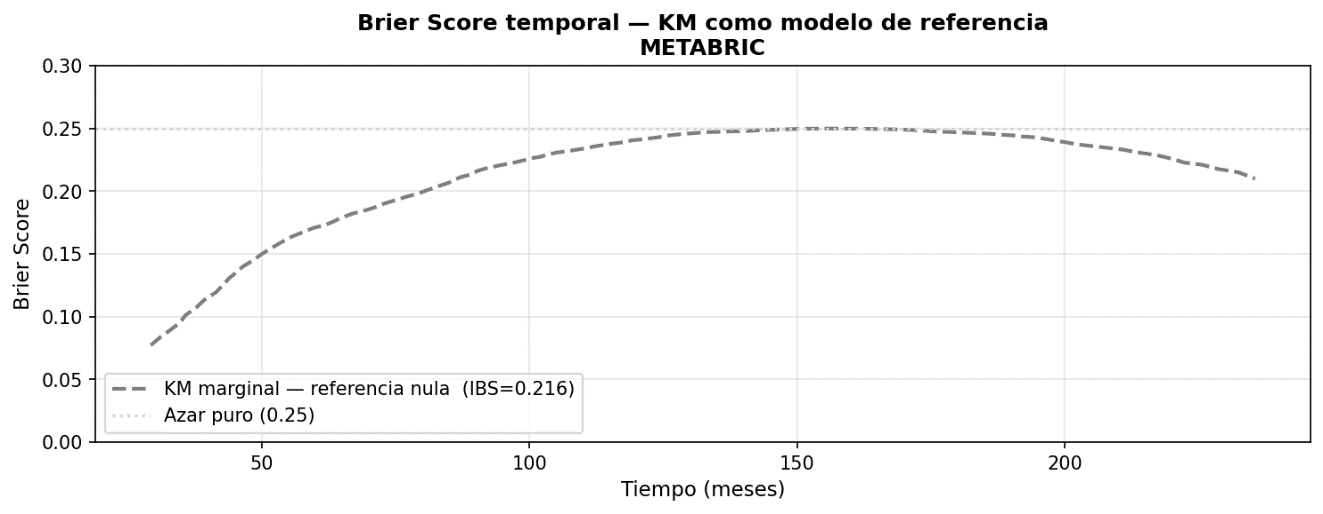 Brier Score temporal — KM como modelo de referencia
METABRIC
Brier Score
0.30
0.25
0.20
0.15
0.10
0.05
0.00
KM marginal — referencia nula (IBS=0.216)
Azar puro (0.25)
50
100
150
200
Tiempo (meses)